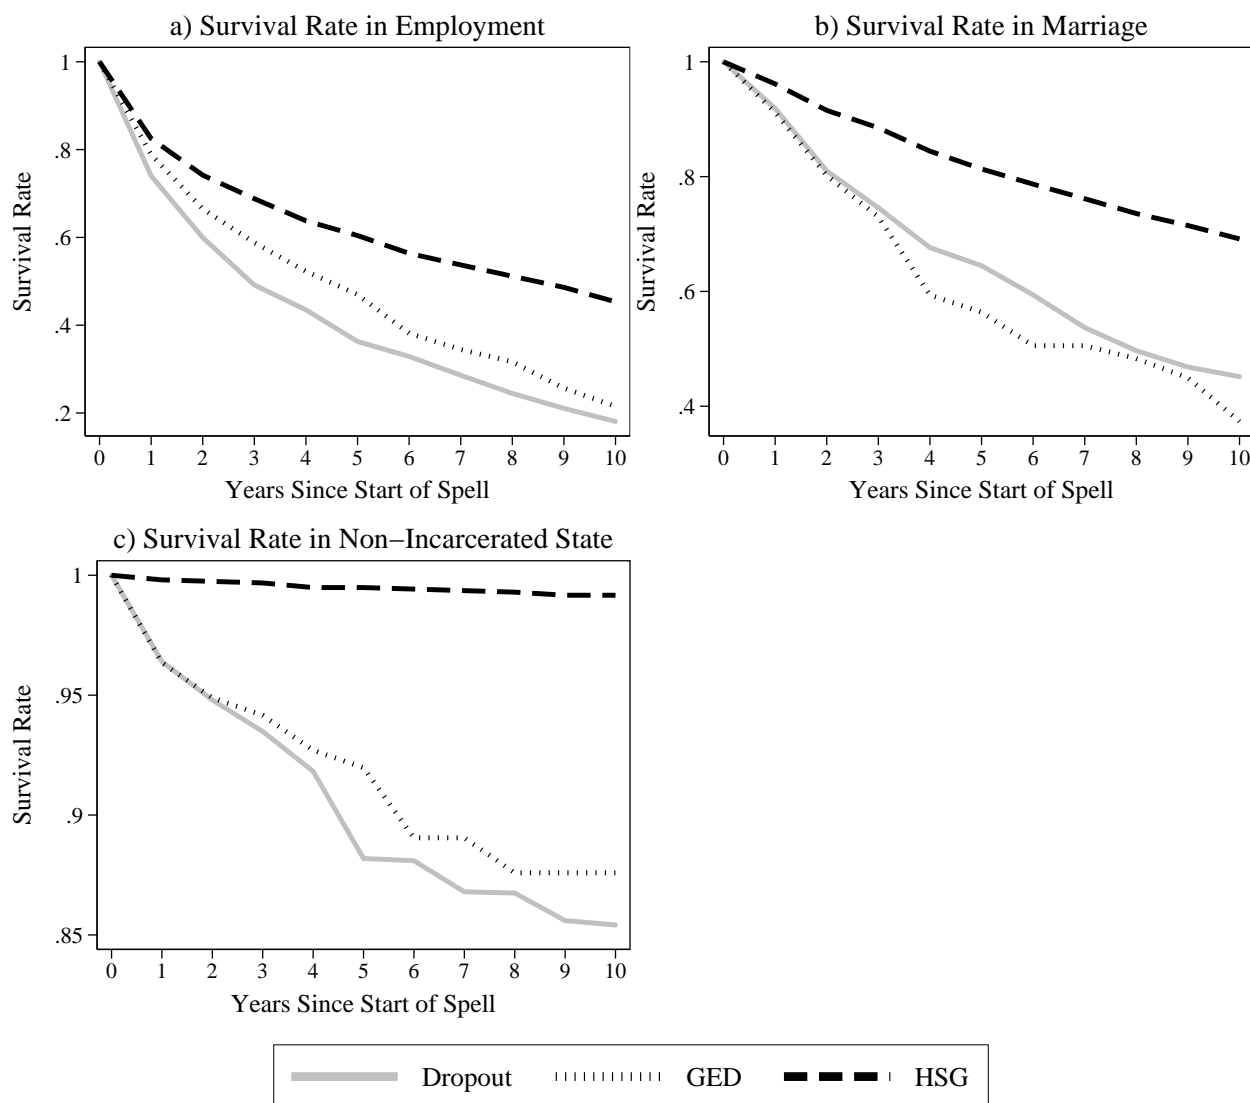 a) Survival Rate in Employment
1
.8
.6
.4
.2
Survival Rate
0 1 2 3 4 5 6 7 8 9 10
Years Since Start of Spell
b) Survival Rate in Marriage
1
.8
.6
.4
Survival Rate
0 1 2 3 4 5 6 7 8 9 10
Years Since Start of Spell
c) Survival Rate in Non−Incarcerated State
1
.95
.9
.85
Survival Rate
0 1 2 3 4 5 6 7 8 9 10
Years Since Start of Spell
Dropout GED HSG